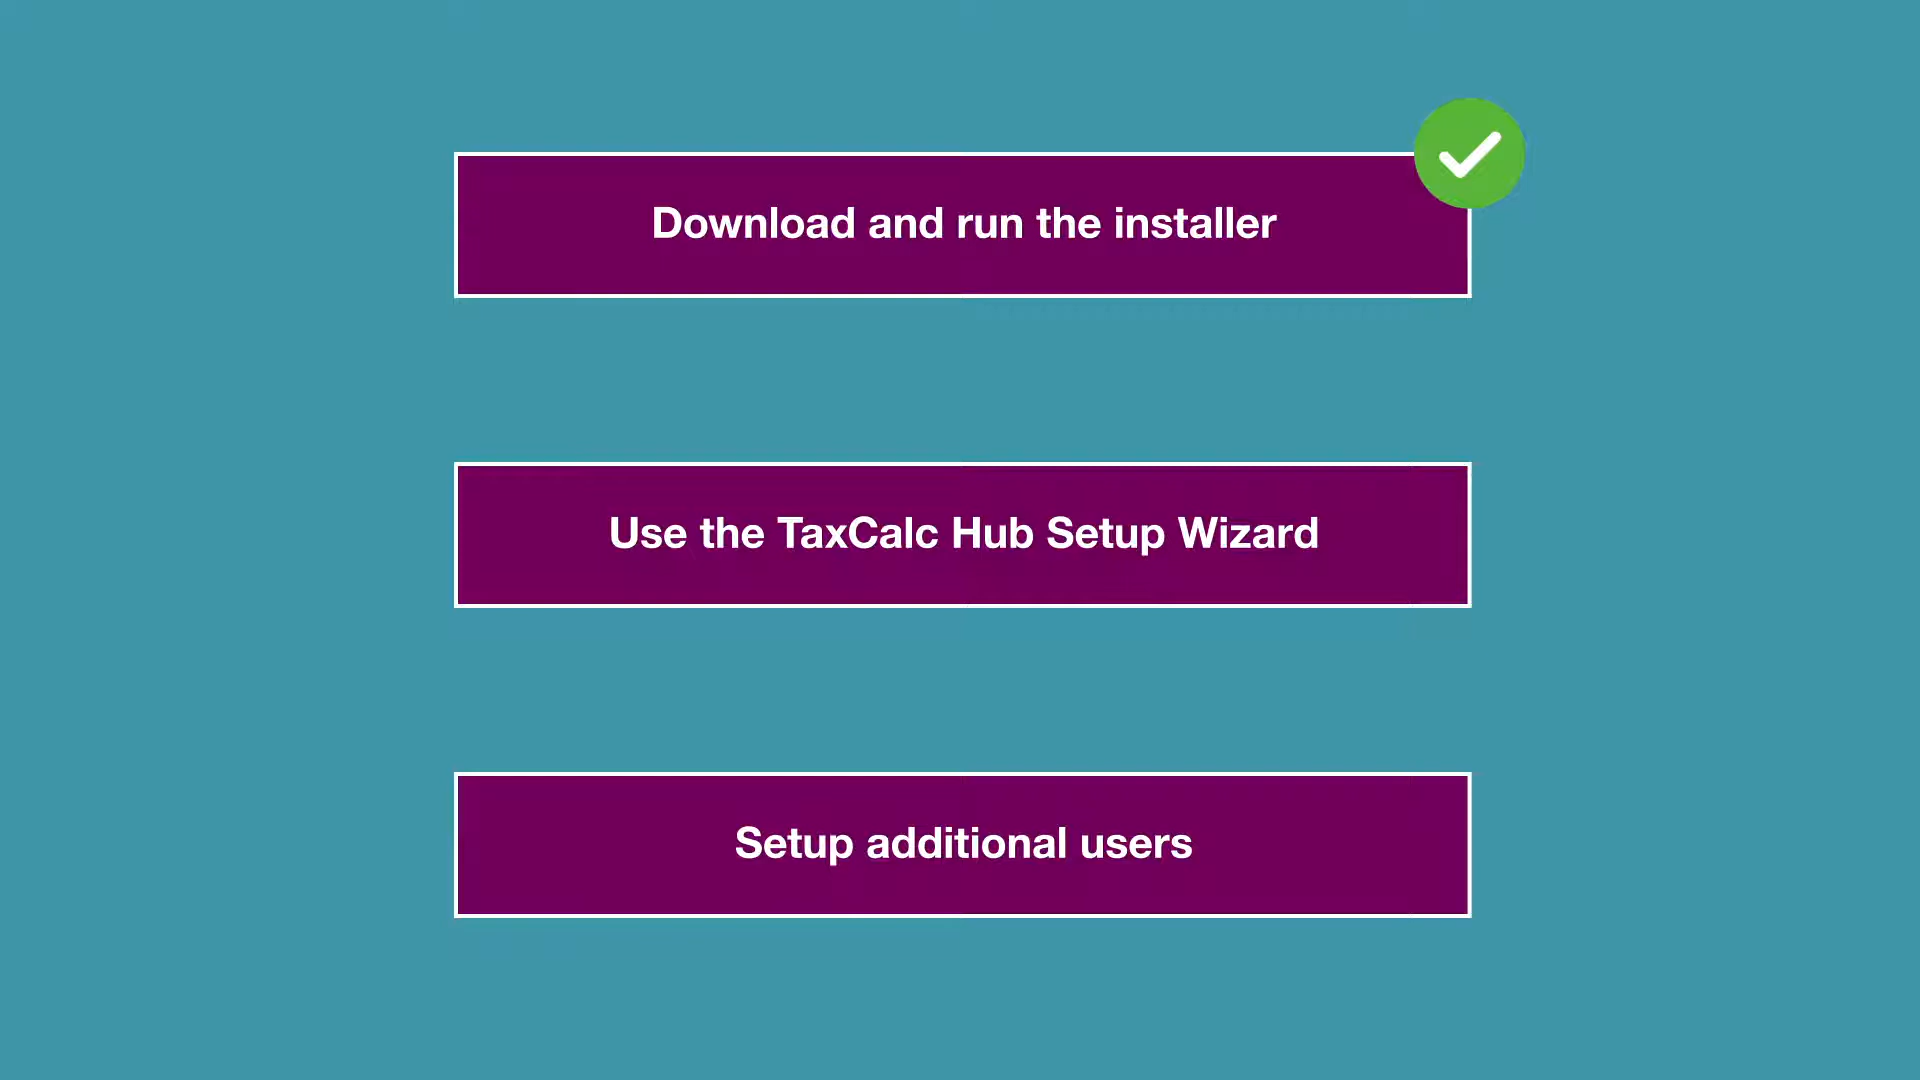 Download and run the installer
Use the TaxCalc Hub Setup Wizard
Setup additional users